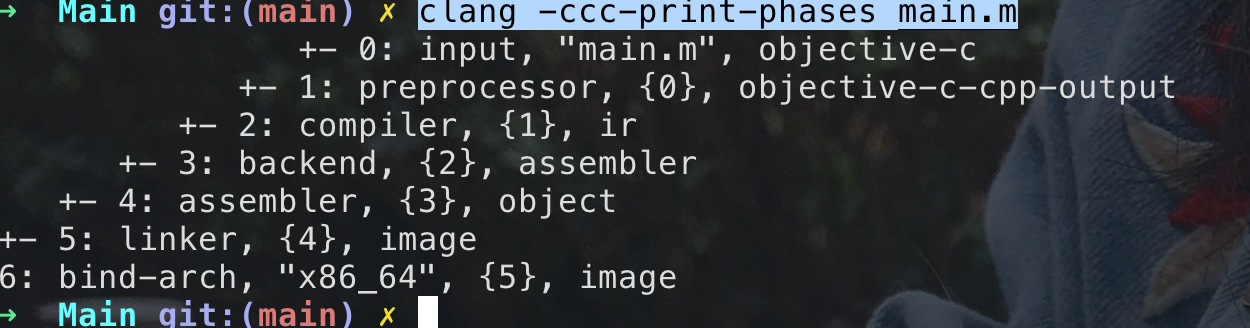 →  Main git:(main) ✗ clang -ccc-print-phases main.m
               +- 0: input, "main.m", objective-c
            +- 1: preprocessor, {0}, objective-c-cpp-output
         +- 2: compiler, {1}, ir
      +- 3: backend, {2}, assembler
   +- 4: assembler, {3}, object
+- 5: linker, {4}, image
6: bind-arch, "x86_64", {5}, image
→  Main git:(main) ✗